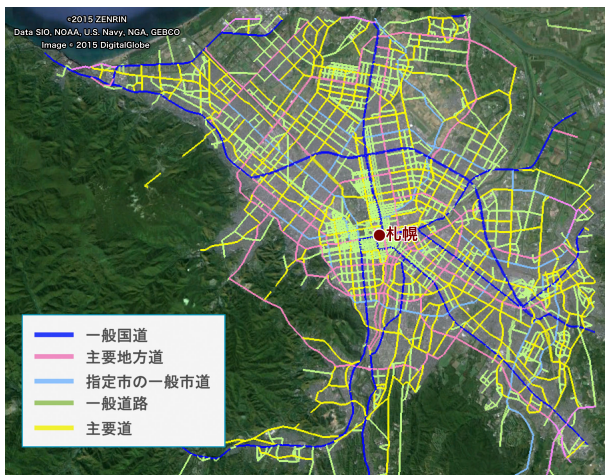 ©2015 ZENRIN
Data SIO, NOAA, U.S. Navy, NGA, GEBCO
Image © 2015 DigitalGlobe
札幌
一般国道
主要地方道
指定市の一般市道
一般道路
主要道